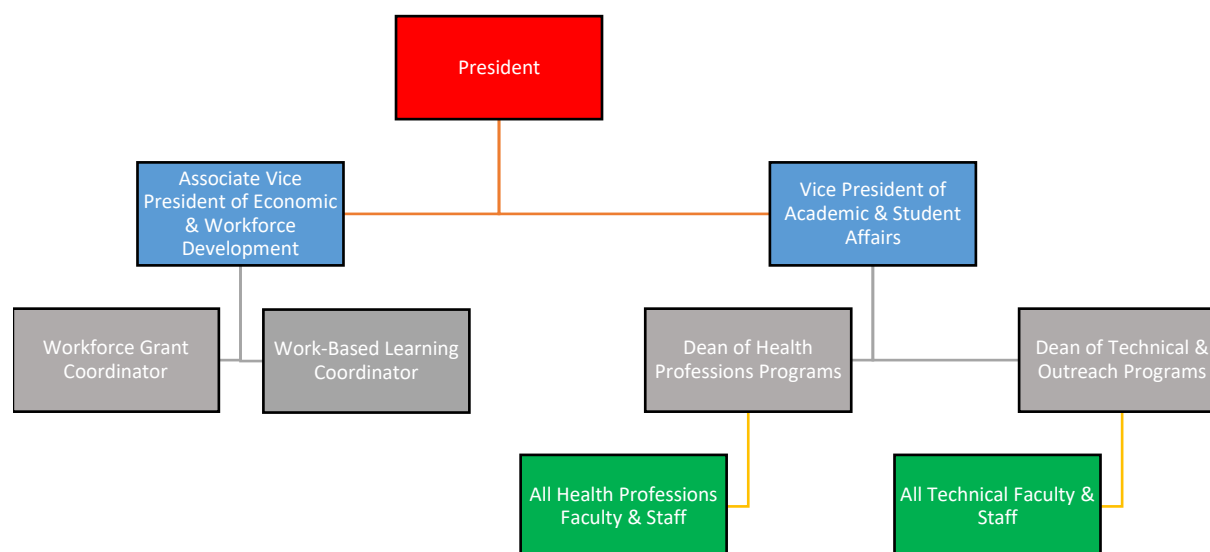 President
Associate Vice
President of Economic
& Workforce
Development
Vice President of
Academic & Student
Affairs
Workforce Grant
Coordinator
Work-Based Learning
Coordinator
Dean of Health
Professions Programs
Dean of Technical &
Outreach Programs
All Health Professions
Faculty & Staff
All Technical Faculty &
Staff